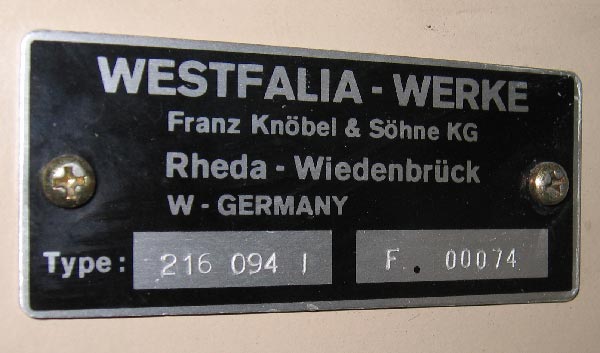 WESTFALIA - WERKE
Franz Knöbel & Söhne KG
Rheda - Wiedenbrück
W - GERMANY
Type: 216 094 I F. 00074